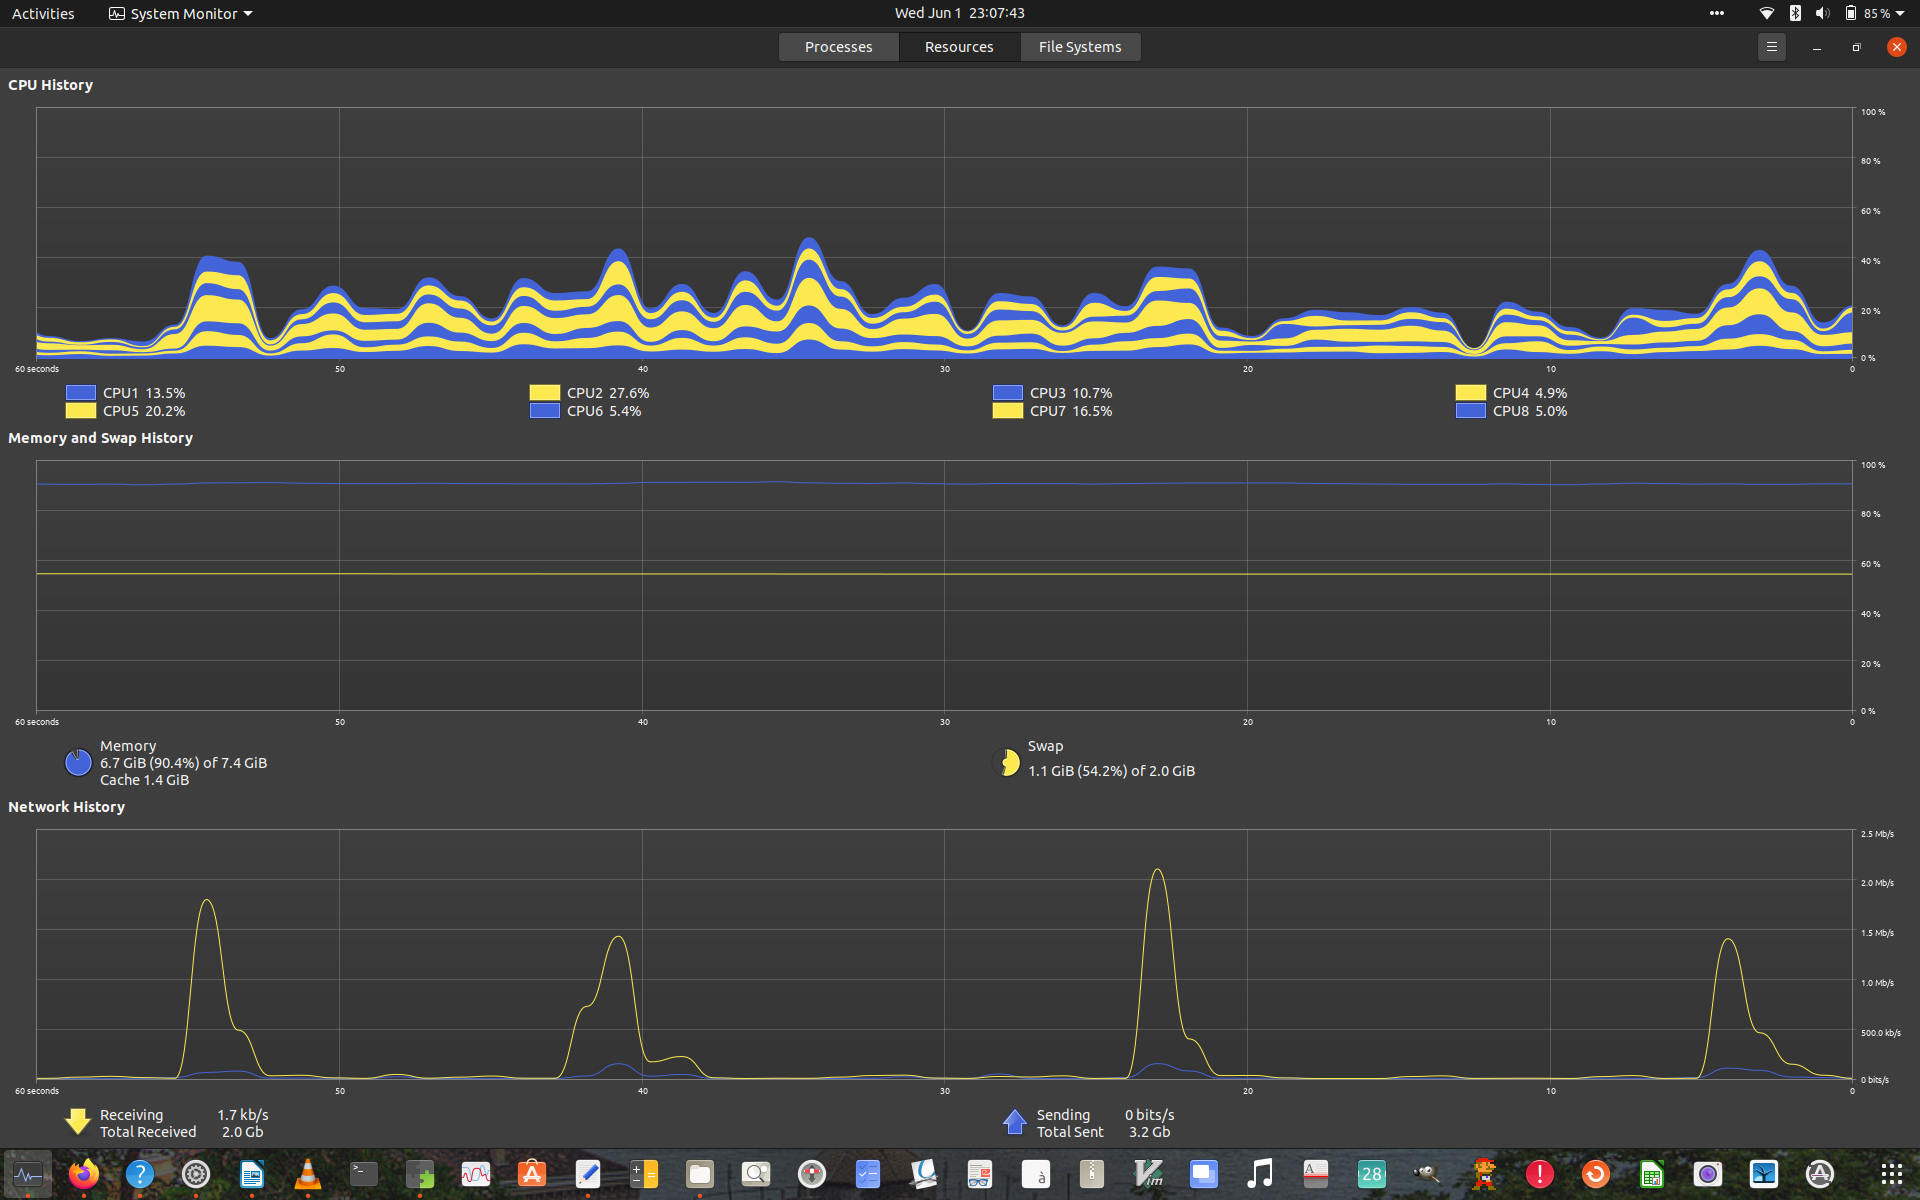 Activities System Monitor Wed Jun 1 23:07:43 85 %
Processes Resources File Systems
CPU History
100 %
80 %
60 %
40 %
20 %
0 %
60 seconds 50 40 30 20 10 0
CPU1 13.5% CPU2 27.6% CPU3 10.7% CPU4 4.9%
CPU5 20.2% CPU6 5.4% CPU7 16.5% CPU8 5.0%
Memory and Swap History
100 %
80 %
60 %
40 %
20 %
0 %
60 seconds 50 40 30 20 10 0
Memory
6.7 GiB (90.4%) of 7.4 GiB
Cache 1.4 GiB
Swap
1.1 GiB (54.2%) of 2.0 GiB
Network History
2.5 Mb/s
2.0 Mb/s
1.5 Mb/s
1.0 Mb/s
500.0 kb/s
0 bits/s
60 seconds 50 40 30 20 10 0
Receiving 1.7 kb/s
Total Received 2.0 Gb
Sending 0 bits/s
Total Sent 3.2 Gb
? >_ A à Vim A 28 !